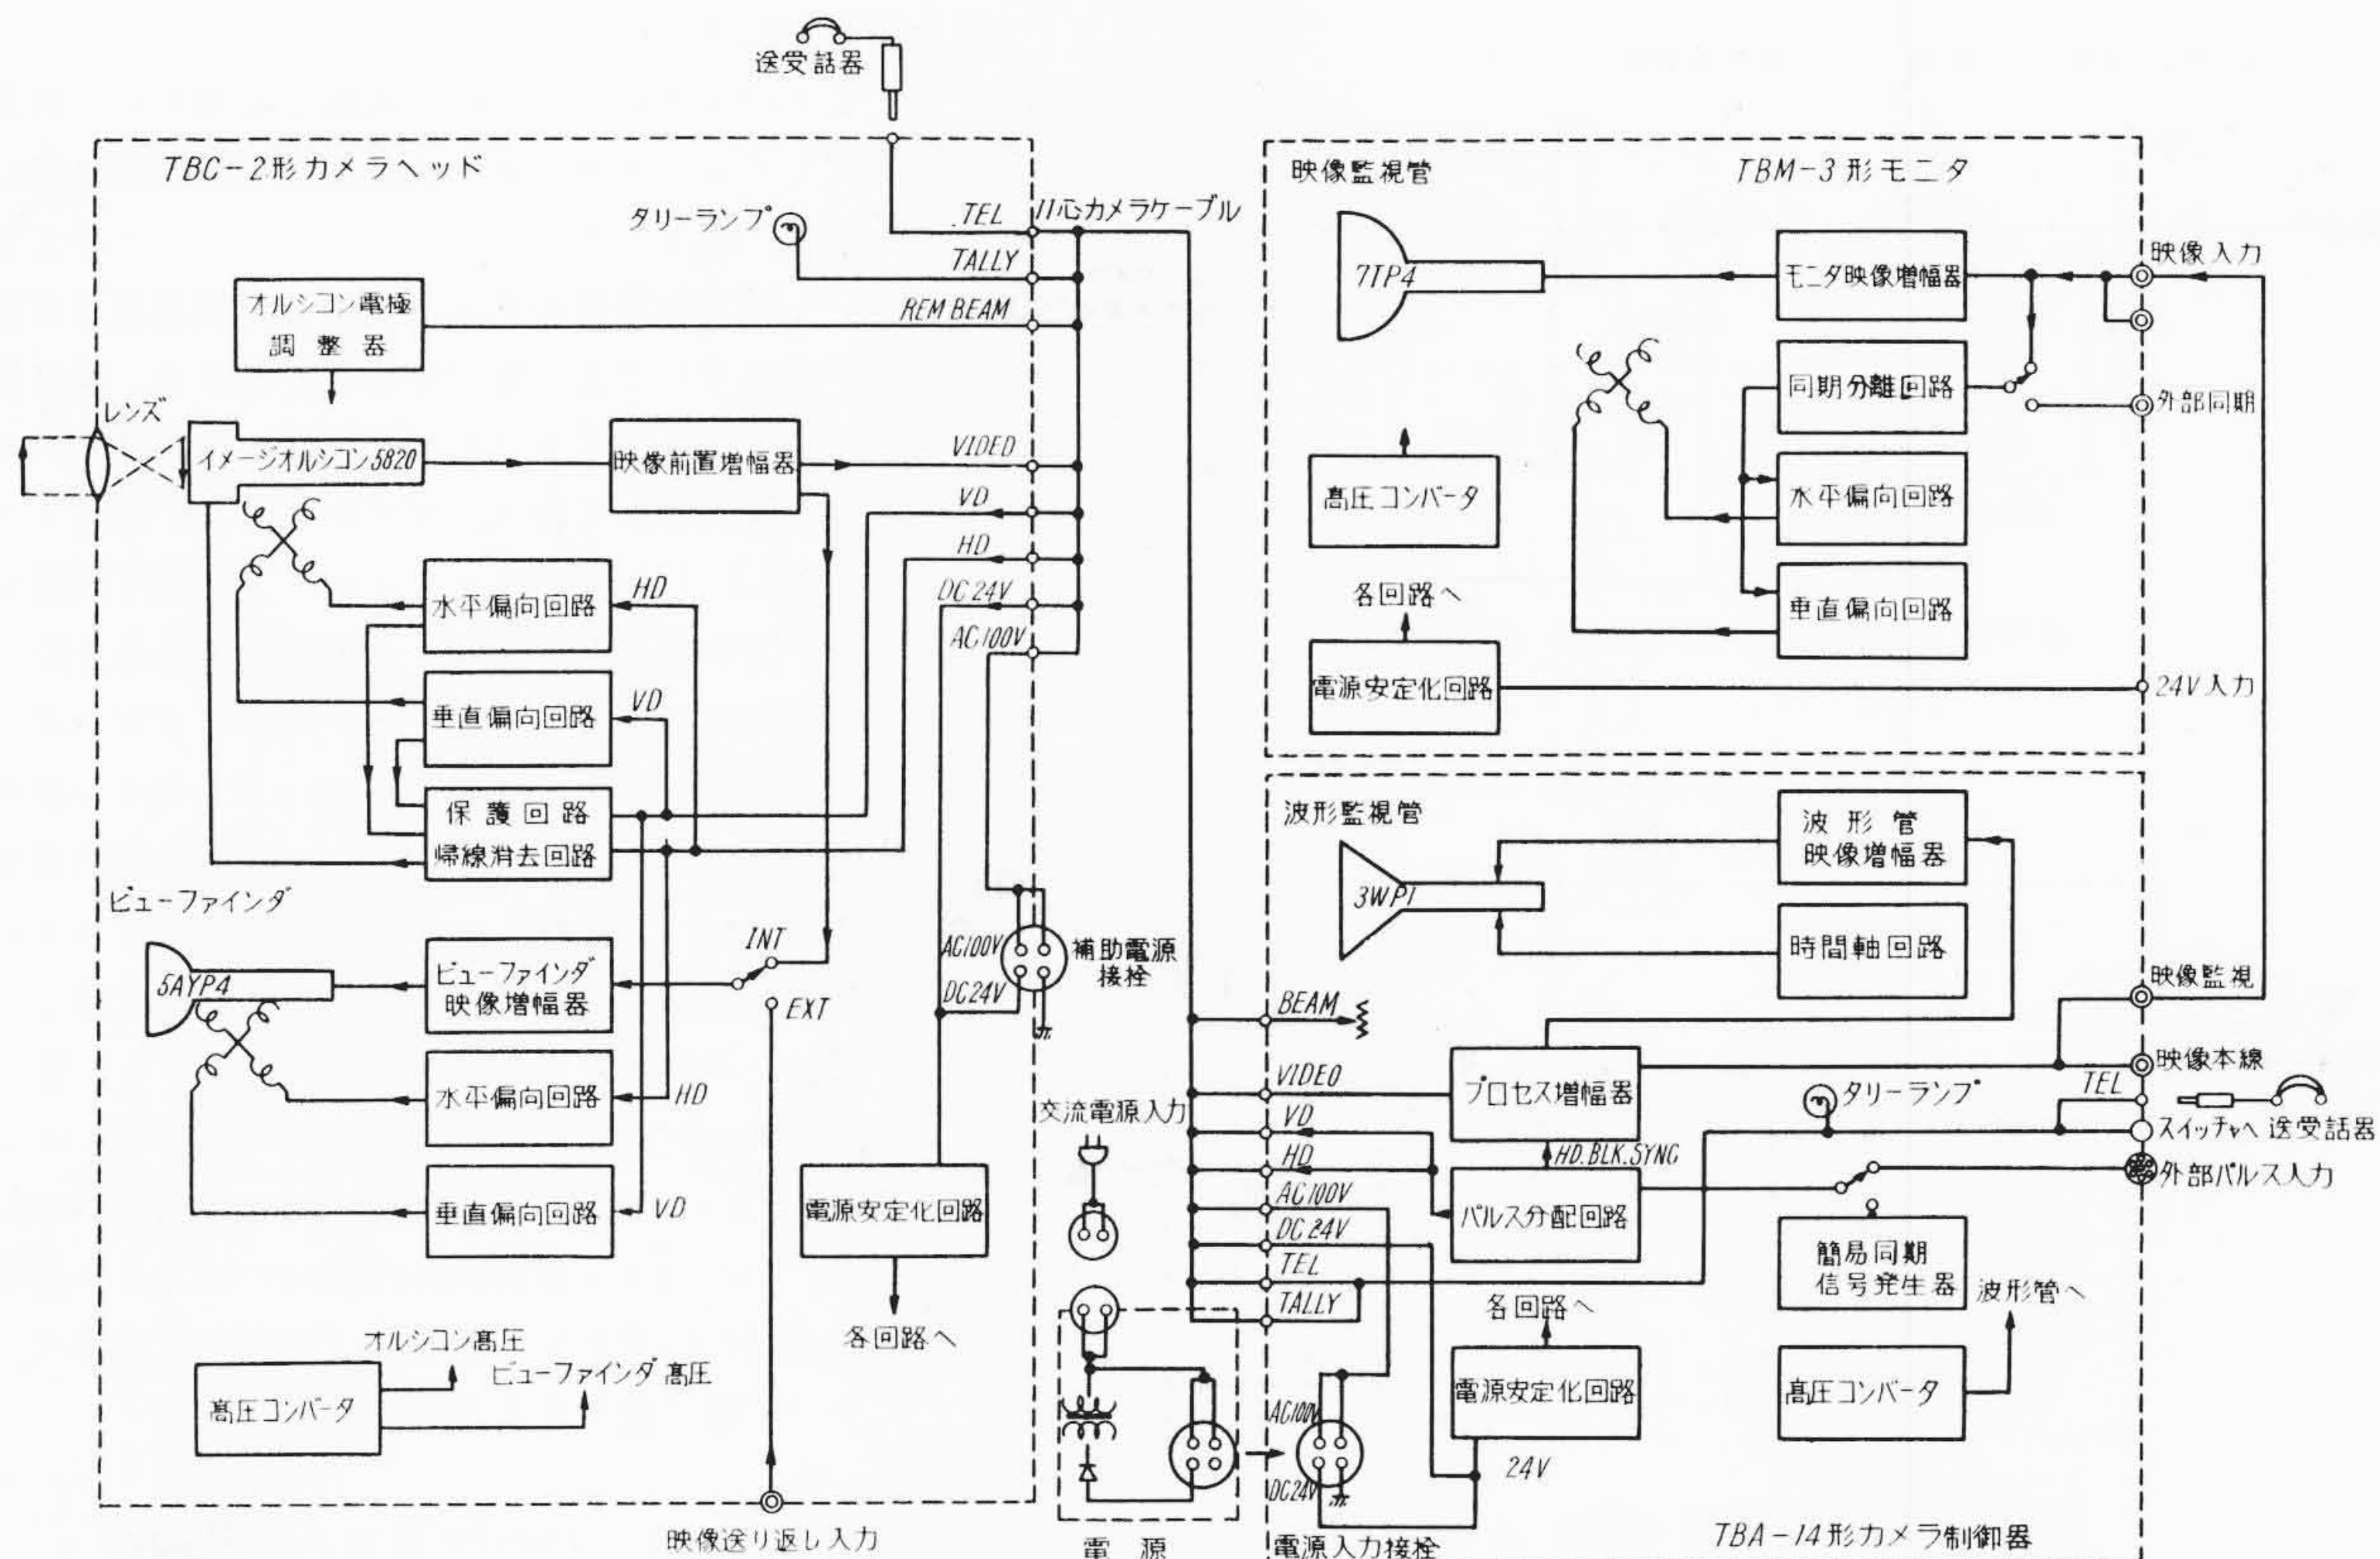 送受話器
TBC-2形カメラヘッド
タリーランプ
TEL
11心カメラケーブル
TALLY
REM BEAM
オルシコン電極
調整器
レンズ
イメージオルシコン5820
映像前置増幅器
VIDEO
VD
HD
DC 24V
AC100V
水平偏向回路
HD
垂直偏向回路
VD
保護回路
帰線消去回路
ビューファインダ
5AYP4
ビューファインダ
映像増幅器
INT
EXT
AC100V
DC24V
補助電源
接栓
水平偏向回路
HD
垂直偏向回路
VD
電源安定化回路
各回路へ
オルシコン高圧
ビューファインダ高圧
高圧コンバータ
映像送り返し入力
交流電源入力
電源
映像監視管
TBM-3形モニタ
7TP4
モニタ映像増幅器
映像入力
同期分離回路
外部同期
高圧コンバータ
水平偏向回路
各回路へ
垂直偏向回路
電源安定化回路
24V入力
波形監視管
波形管
映像増幅器
3WP1
時間軸回路
映像監視
BEAM
VIDEO
プロセス増幅器
映像本線
タリーランプ
TEL
VD
スイッチャへ
送受話器
HD
HD.BLK.SYNG
外部パルス入力
AC100V
パルス分配回路
DC24V
TEL
簡易同期
信号発生器
TALLY
各回路へ
波形管へ
電源安定化回路
高圧コンバータ
AC100V
DC24V
24V
電源入力接栓
TBA-14形カメラ制御器